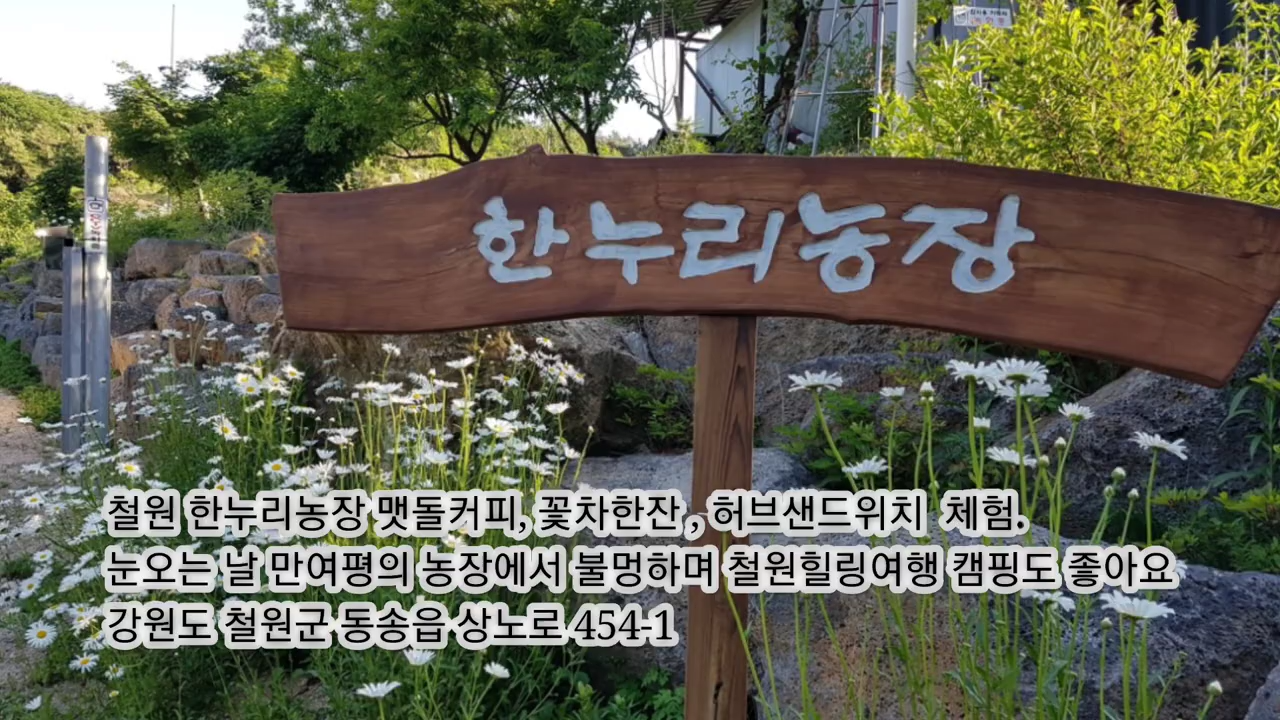 한누리농장
철원 한누리농장 맷돌커피, 꽃차한잔 , 허브샌드위치 체험.
눈오는 날 만여평의 농장에서 불멍하며 철원힐링여행 캠핑도 좋아요
강원도 철원군 동송읍 상노로 454-1